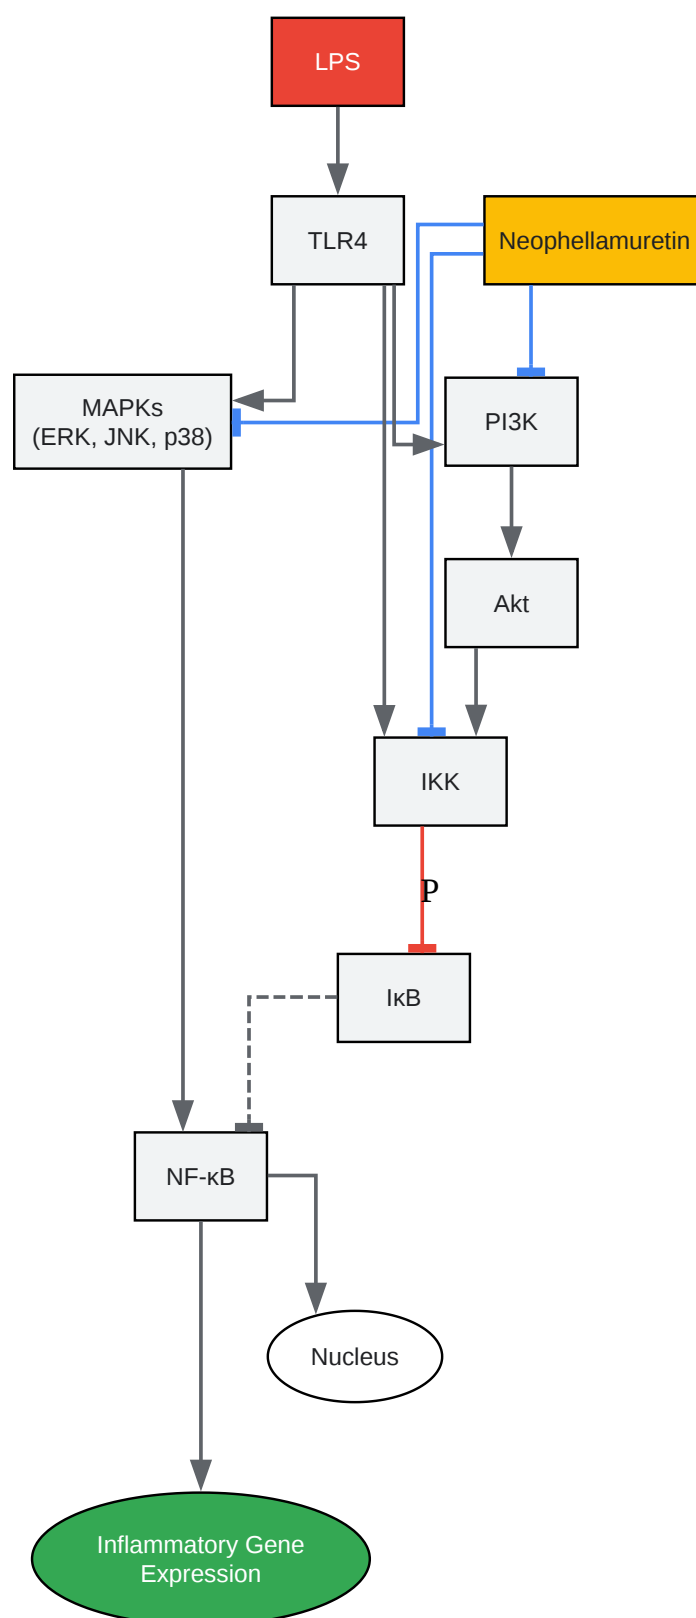 LPS
TLR4
Neophellamuretin
MAPKs
(ERK, JNK, p38)
PI3K
Akt
IKK
P
IκB
NF-κB
Nucleus
Inflammatory Gene
Expression